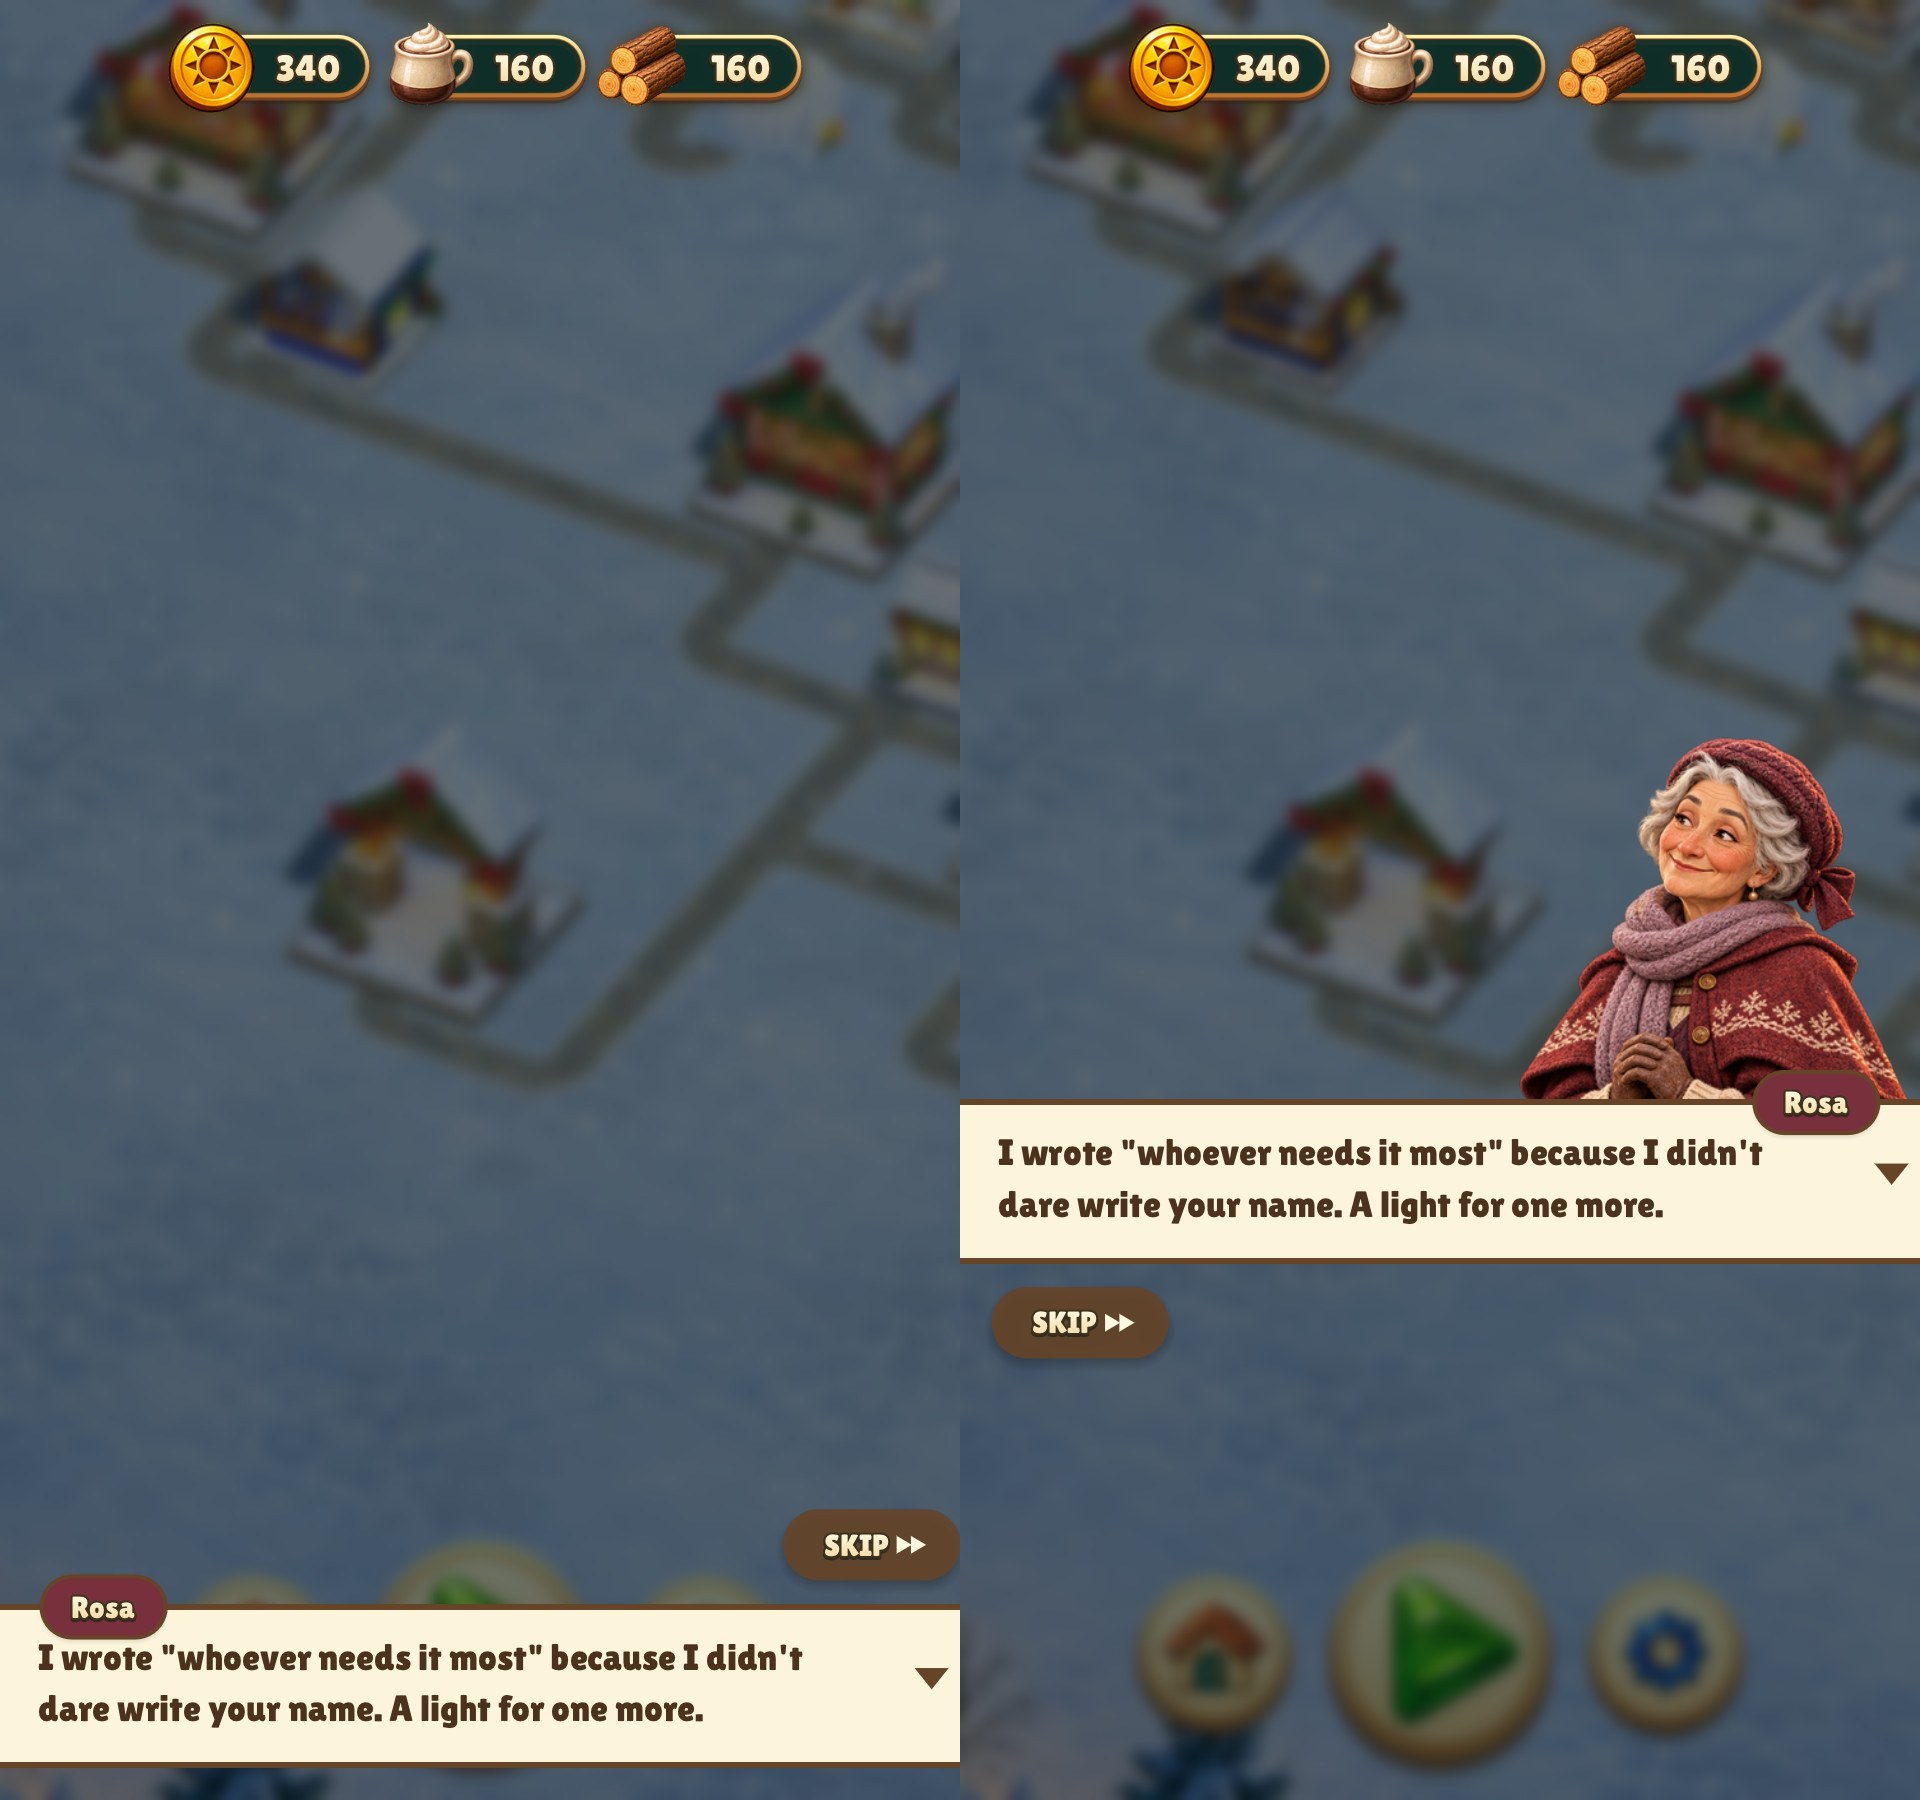 340 160 160
SKIP
Rosa
I wrote "whoever needs it most" because I didn't
dare write your name. A light for one more.
340 160 160
Rosa
I wrote "whoever needs it most" because I didn't
dare write your name. A light for one more.
SKIP